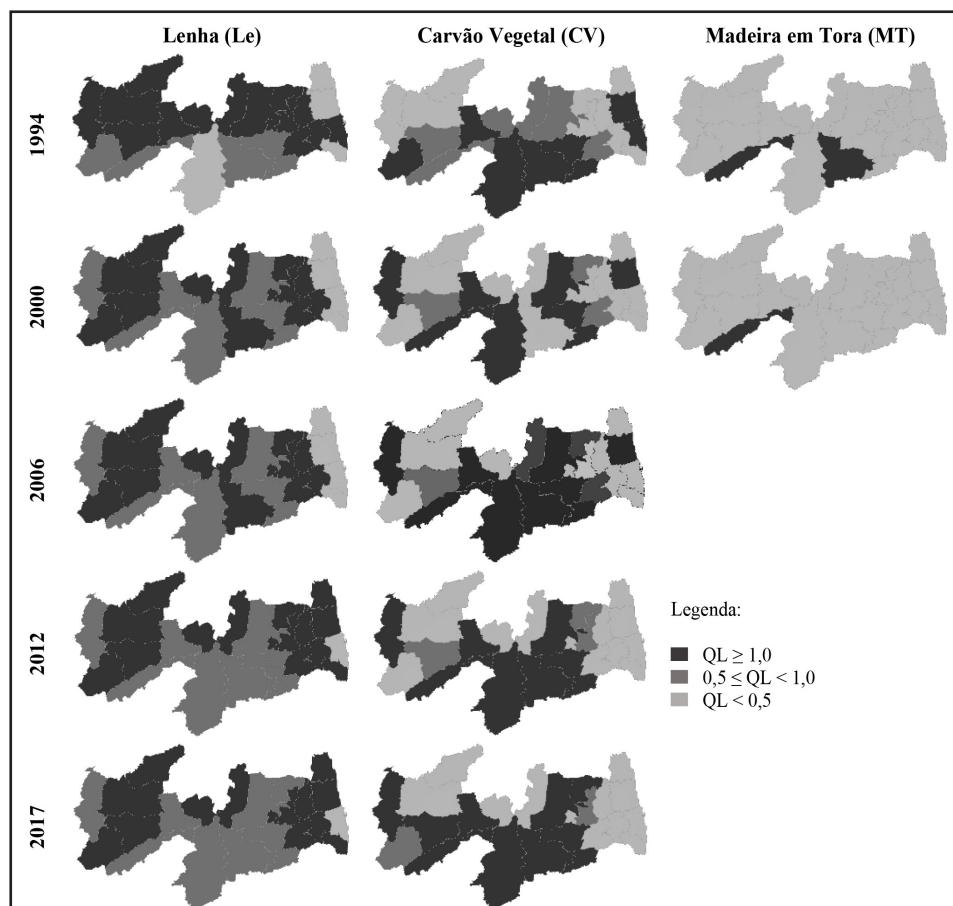 Lenha (Le)
Carvão Vegetal (CV)
Madeira em Tora (MT)
1994
2000
2006
2012
2017
Legenda:
QL ≥ 1,0
0,5 ≤ QL < 1,0
QL < 0,5